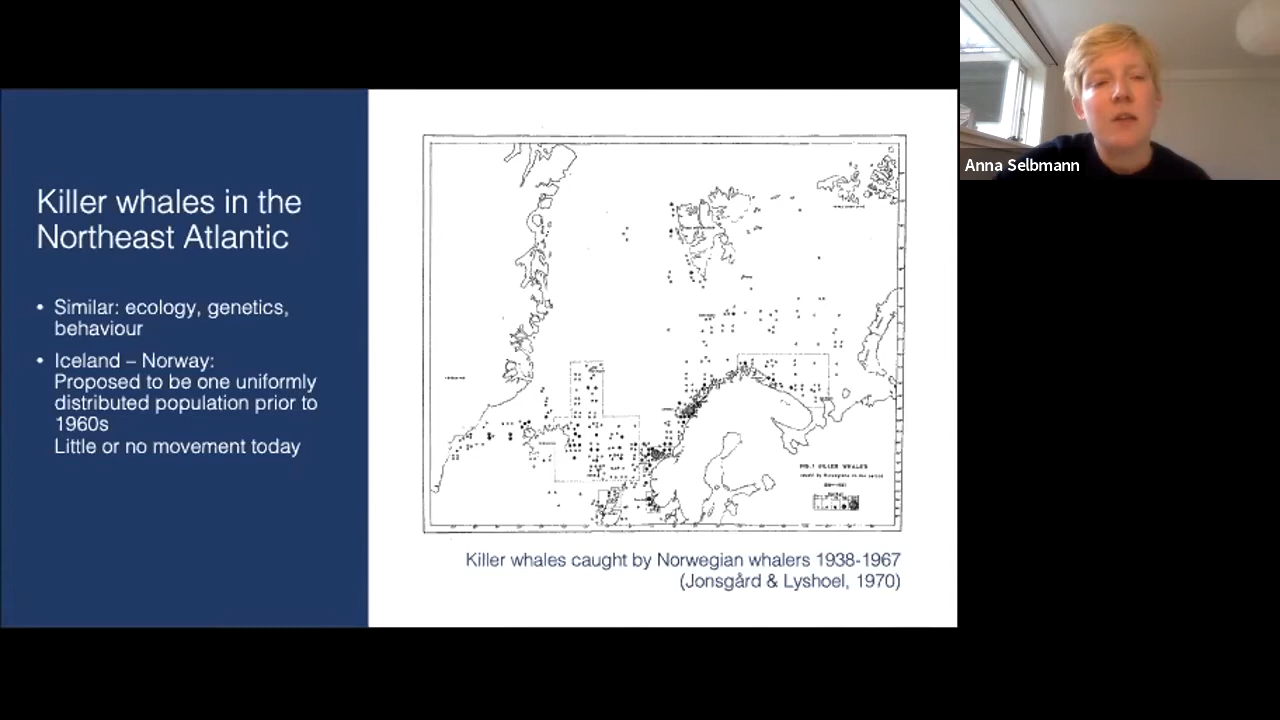 Killer whales in the
Northeast Atlantic
• Similar: ecology, genetics,
behaviour
• Iceland – Norway:
Proposed to be one uniformly
distributed population prior to
1960s
Little or no movement today
Killer whales caught by Norwegian whalers 1938-1967
(Jonsgård & Lyshoel, 1970)
Anna Selbmann